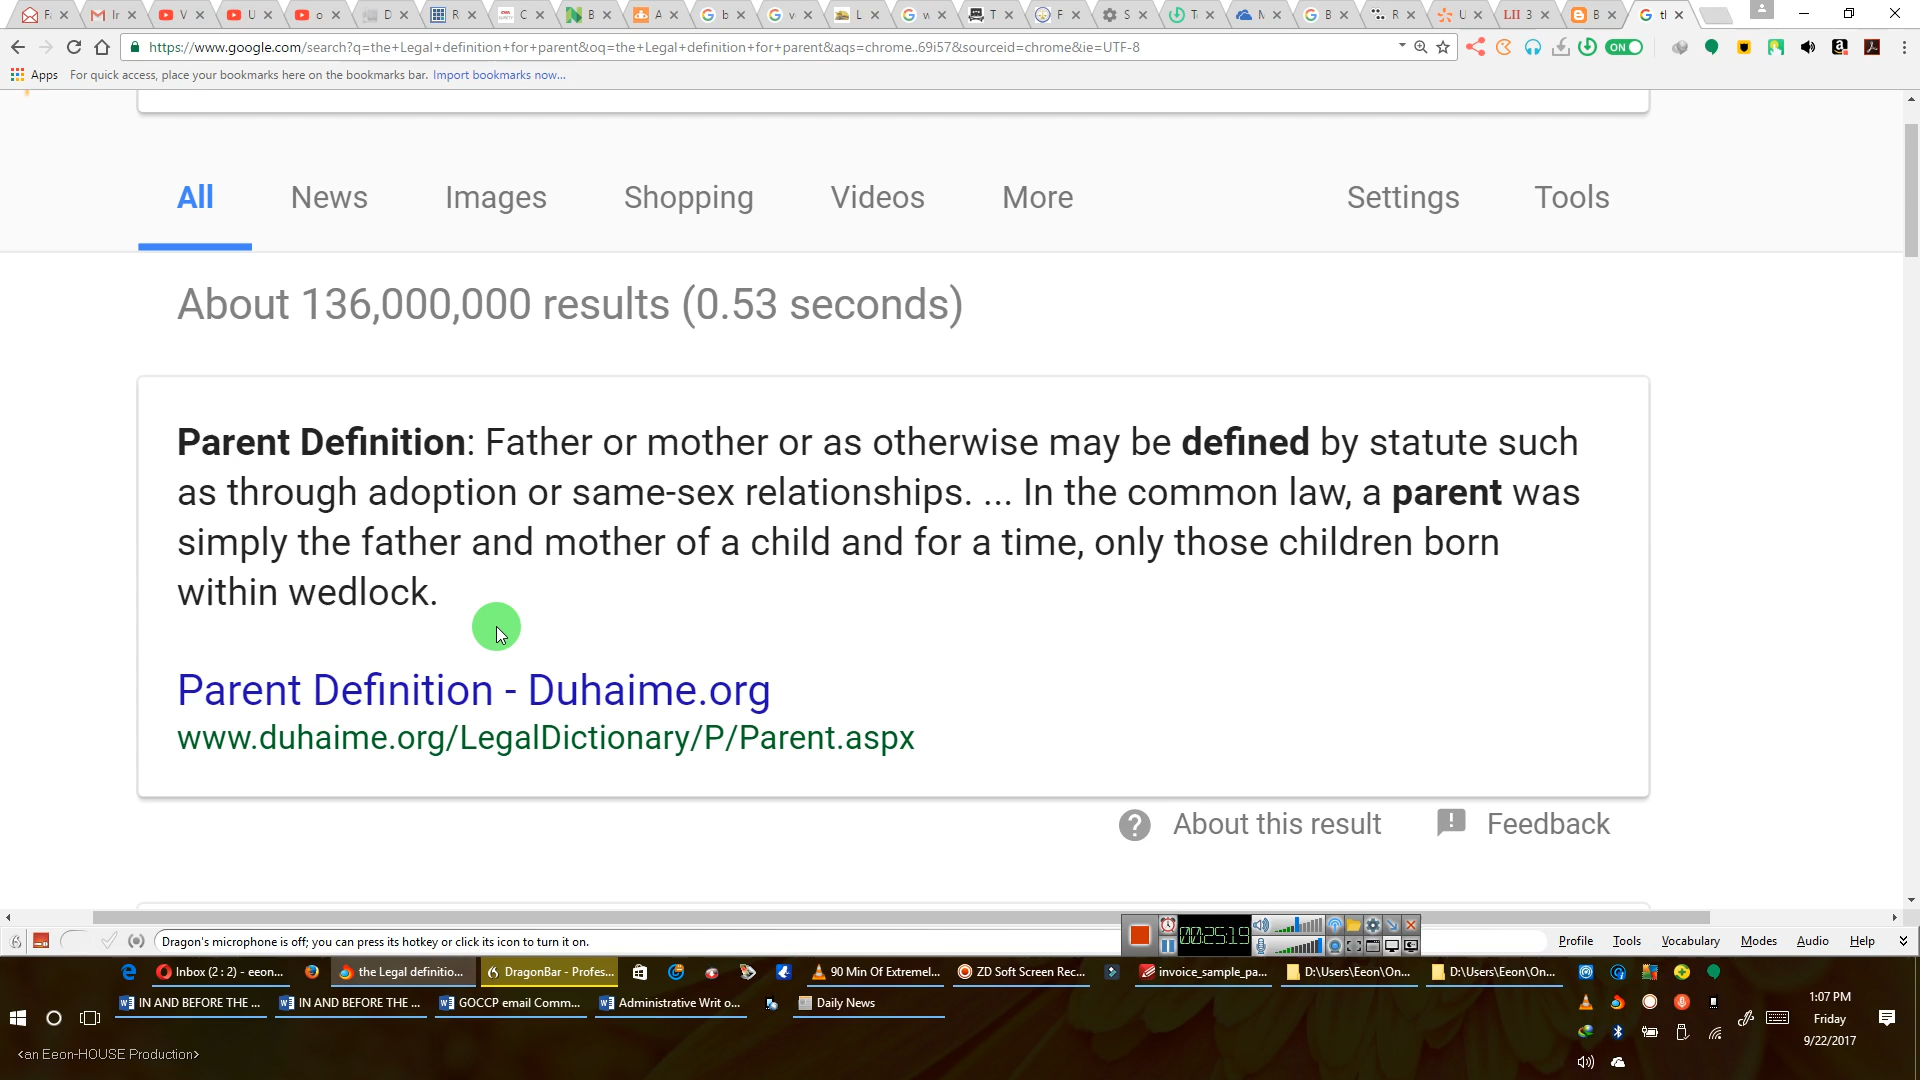 https://www.google.com/search?q=the+Legal+definition+for+parent&oq=the+Legal+definition+for+parent&aqs=chrome..69i57&sourceid=chrome&ie=UTF-8
ON
Apps For quick access, place your bookmarks here on the bookmarks bar. Import bookmarks now...
All News Images Shopping Videos More Settings Tools
About 136,000,000 results (0.53 seconds)
Parent Definition: Father or mother or as otherwise may be defined by statute such
as through adoption or same-sex relationships. ... In the common law, a parent was
simply the father and mother of a child and for a time, only those children born
within wedlock.
Parent Definition - Duhaime.org
www.duhaime.org/LegalDictionary/P/Parent.aspx
About this result Feedback
Dragon's microphone is off; you can press its hotkey or click its icon to turn it on.
00:25:19
Profile Tools Vocabulary Modes Audio Help
Inbox (2 : 2) - eeon... the Legal definitio... DragonBar - Profes... 90 Min Of Extremel... ZD Soft Screen Rec... invoice_sample_pa... D:\Users\Eeon\On... D:\Users\Eeon\On...
IN AND BEFORE THE ... IN AND BEFORE THE ... GOCCP email Comm... Administrative Writ o... Daily News
1:07 PM
Friday
9/22/2017
<an Eeon-HOUSE Production>